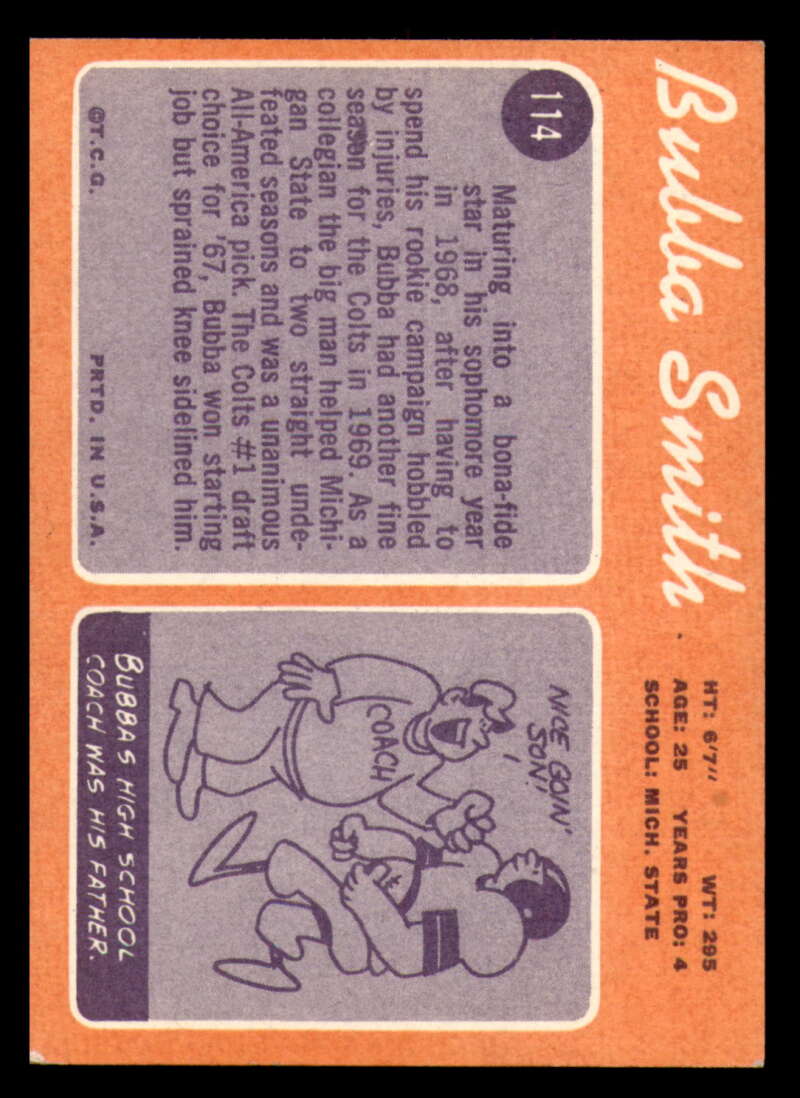 Bubba Smith
HT: 6'7" WT: 295
AGE: 25 YEARS PRO: 4
SCHOOL: MICH. STATE
114
Maturing into a bona-fide
star in his sophomore year
in 1968, after having to
spend his rookie campaign hobbled
by injuries, Bubba had another fine
season for the Colts in 1969. As a
collegian the big man helped Michi-
gan State to two straight unde-
feated seasons and was a unanimous
All-America pick. The Colts #1 draft
choice for '67, Bubba won starting
job but sprained knee sidelined him.
©T.C.G. PRTD. IN U.S.A.
NICE GOIN'
SON!
COACH
BUBBA'S HIGH SCHOOL
COACH WAS HIS FATHER.